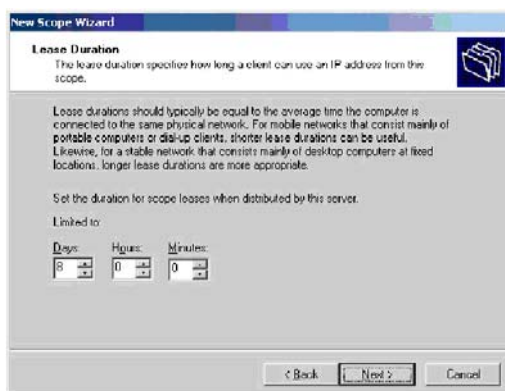 New Scope Wizard
Lease Duration
The lease duration specifies how long a client can use an IP address from this
scope.
Lease durations should typically be equal to the average time the computer is
connected to the same physical network. For mobile networks that consist mainly of
portable computers or dial-up clients, shorter lease durations can be useful.
Likewise, for a stable network that consists mainly of desktop computers at fixed
locations, longer lease durations are more appropriate.
Set the duration for scope leases when distributed by this server.
Limited to:
Days: Hours: Minutes:
8 0 0
< Back Next > Cancel